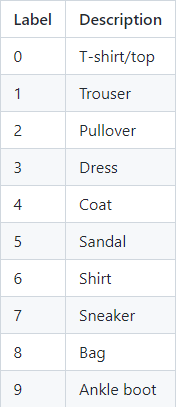 Label Description
0 T-shirt/top
1 Trouser
2 Pullover
3 Dress
4 Coat
5 Sandal
6 Shirt
7 Sneaker
8 Bag
9 Ankle boot